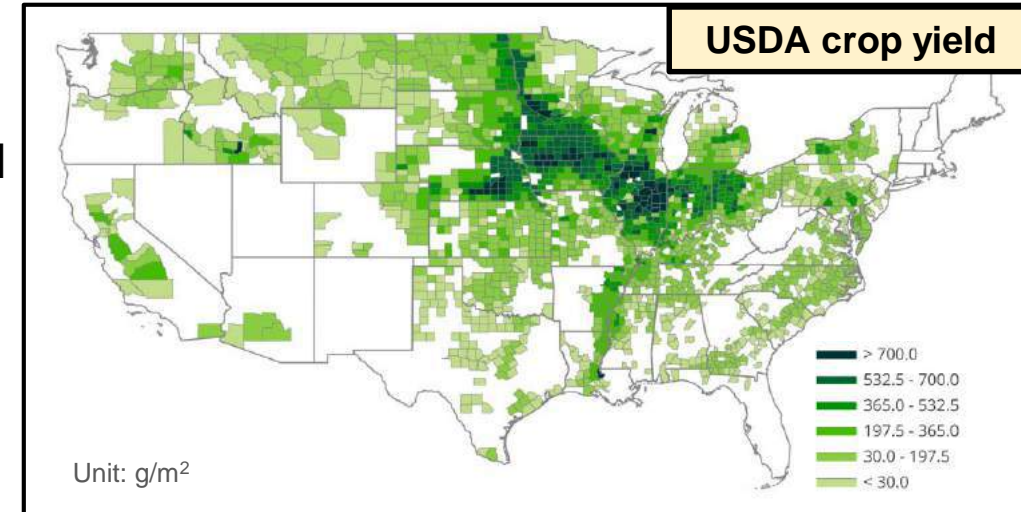 USDA crop yield
> 700.0
532.5 - 700.0
365.0 - 532.5
197.5 - 365.0
30.0 - 197.5
< 30.0
Unit: g/m²